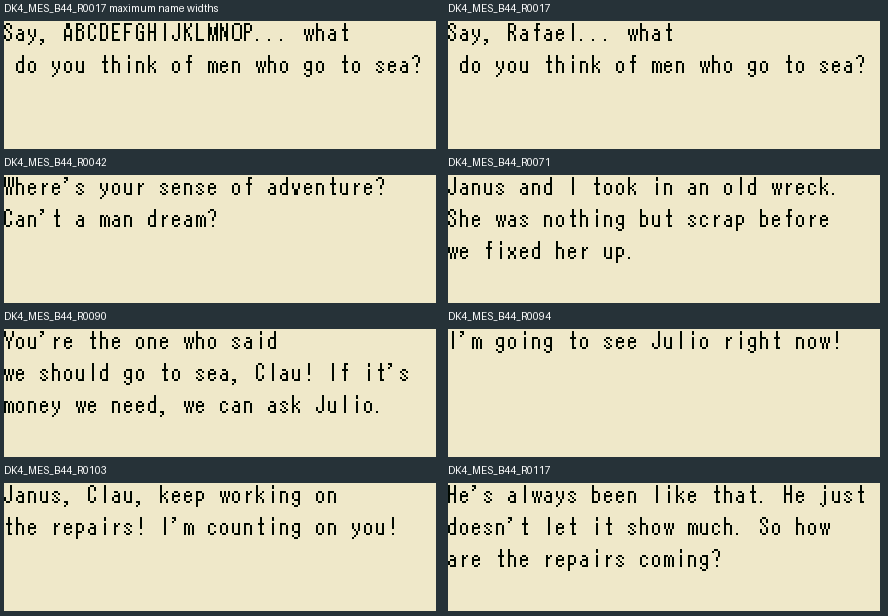 DK4_MES_B44_R0017 maximum name widths
Say, ABCDEFGHIJKLMNOP... what
do you think of men who go to sea?
DK4_MES_B44_R0017
Say, Rafael... what
do you think of men who go to sea?
DK4_MES_B44_R0042
Where's your sense of adventure?
Can't a man dream?
DK4_MES_B44_R0071
Janus and I took in an old wreck.
She was nothing but scrap before
we fixed her up.
DK4_MES_B44_R0090
You're the one who said
we should go to sea, Clau! If it's
money we need, we can ask Julio.
DK4_MES_B44_R0094
I'm going to see Julio right now!
DK4_MES_B44_R0103
Janus, Clau, keep working on
the repairs! I'm counting on you!
DK4_MES_B44_R0117
He's always been like that. He just
doesn't let it show much. So how
are the repairs coming?